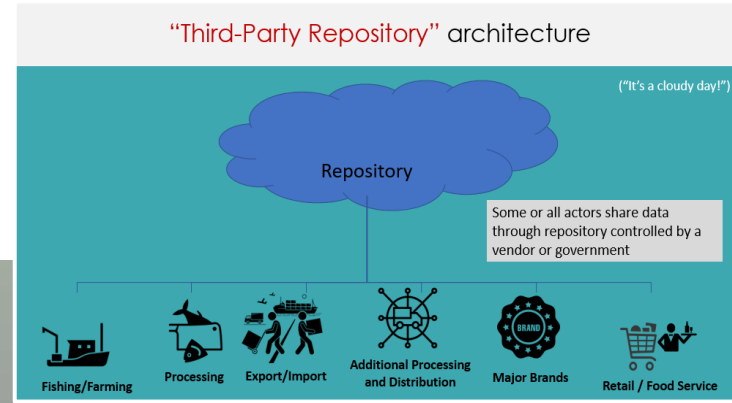 “Third-Party Repository” architecture
(“It’s a cloudy day!”)
Repository
Some or all actors share data
through repository controlled by a
vendor or government
BRAND
Fishing/Farming
Processing
Export/Import
Additional Processing
and Distribution
Major Brands
Retail / Food Service